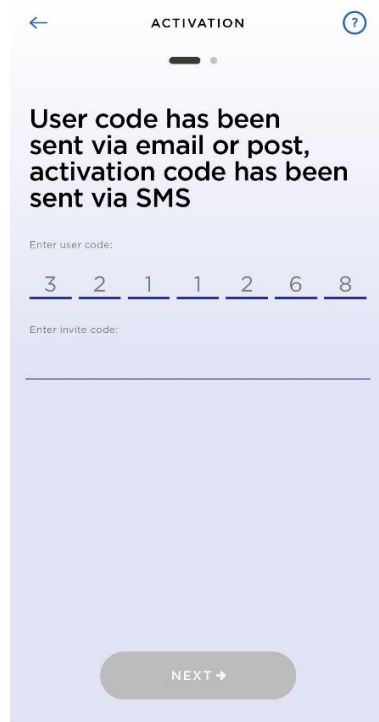 ACTIVATION
?
User code has been
sent via email or post,
activation code has been
sent via SMS
Enter user code:
3 2 1 1 2 6 8
Enter invite code:
NEXT →